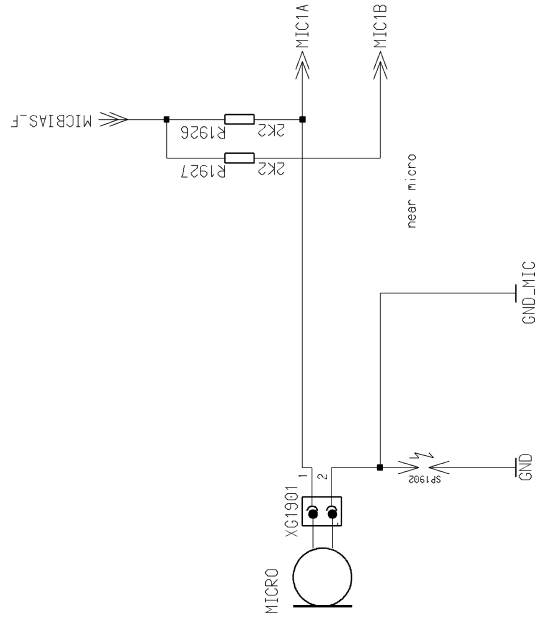 MIC1A
MIC1B
MICBIAS_F
R1926
2K2
R1927
2K2
near micro
GND_MIC
1
2
XG1901
SP1902
GND
MICRO